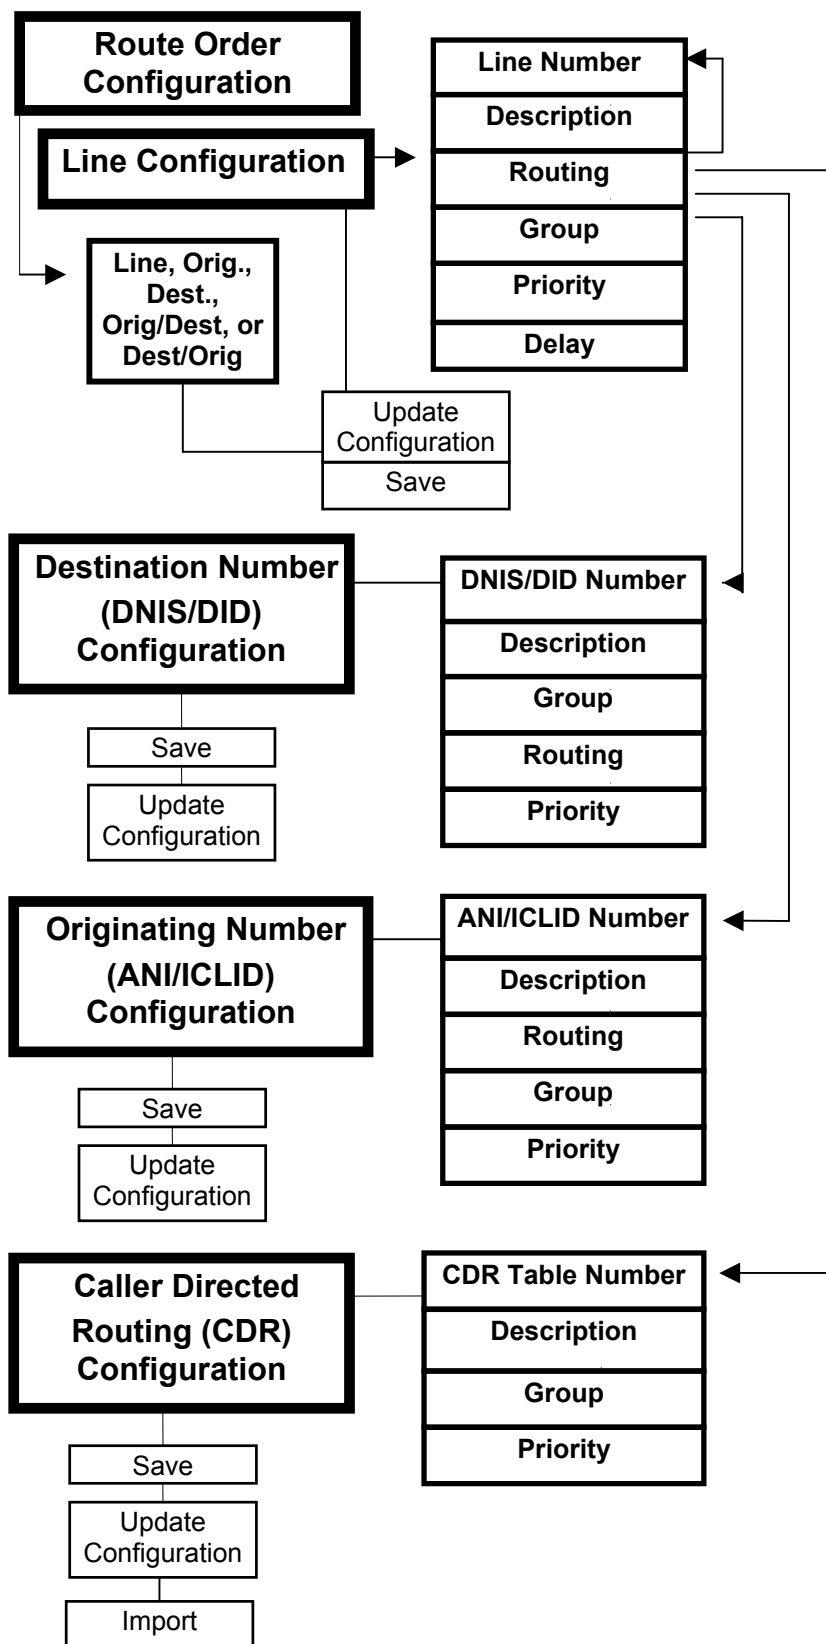 Route Order
Configuration
Line Configuration
Line, Orig.,
Dest.,
Orig/Dest, or
Dest/Orig
Line Number
Description
Routing
Group
Priority
Delay
Update
Configuration
Save
Destination Number
(DNIS/DID)
Configuration
Save
Update
Configuration
DNIS/DID Number
Description
Group
Routing
Priority
Originating Number
(ANI/ICLID)
Configuration
Save
Update
Configuration
ANI/ICLID Number
Description
Routing
Group
Priority
Caller Directed
Routing (CDR)
Configuration
Save
Update
Configuration
Import
CDR Table Number
Description
Group
Priority